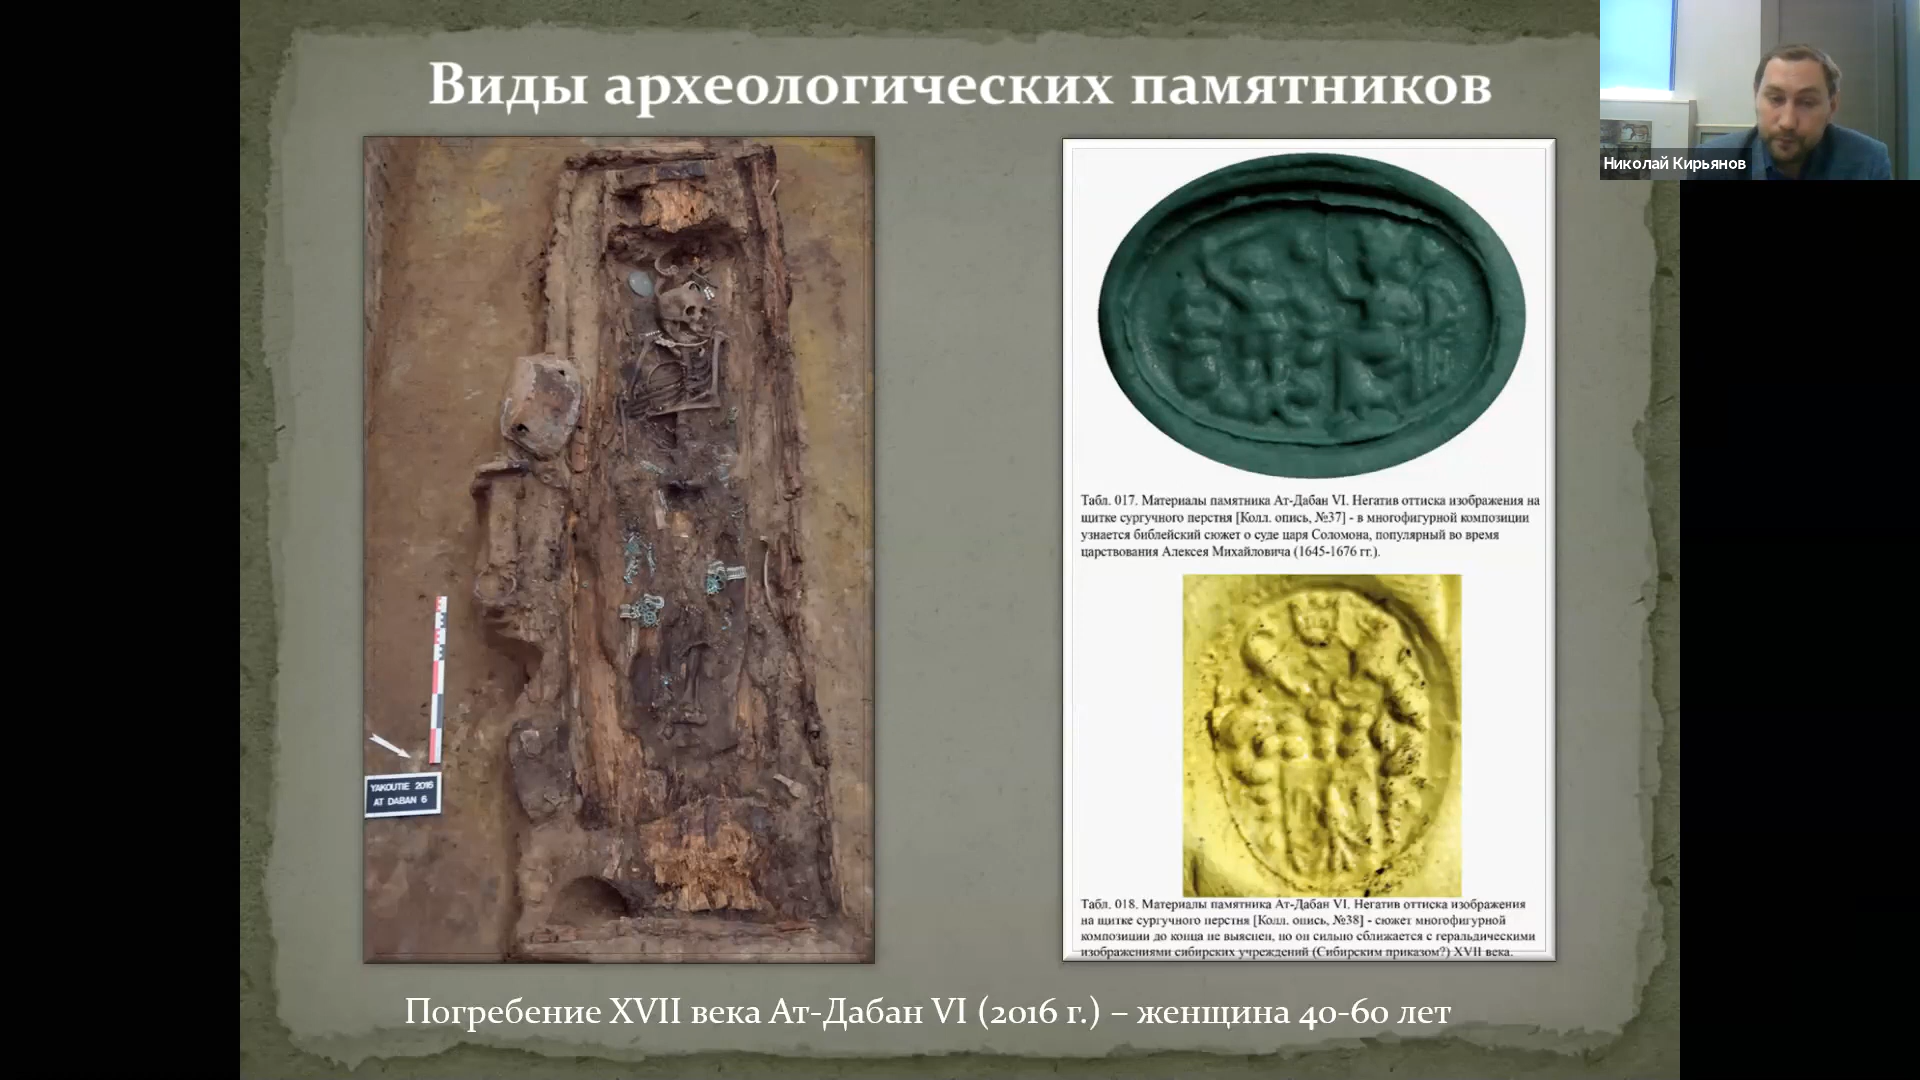 Виды археологических памятников
Николай Кирьянов
YAKOUTIE 2016
AT DABAN 6
Табл. 017. Материалы памятника Ат-Дабан VI. Негатив оттиска изображения на
щитке сургучного перстня [Колл. опись, №37] - в многофигурной композиции
узнается библейский сюжет о суде царя Соломона, популярный во время
царствования Алексея Михайловича (1645-1676 гг.).
Табл. 018. Материалы памятника Ат-Дабан VI. Негатив оттиска изображения
на щитке сургучного перстня [Колл. опись, №38] - сюжет многофигурной
композиции до конца не выяснен, но он сильно сближается с геральдическими
изображениями сибирских учреждений (Сибирским приказом?) XVII века.
Погребение XVII века Ат-Дабан VI (2016 г.) – женщина 40-60 лет